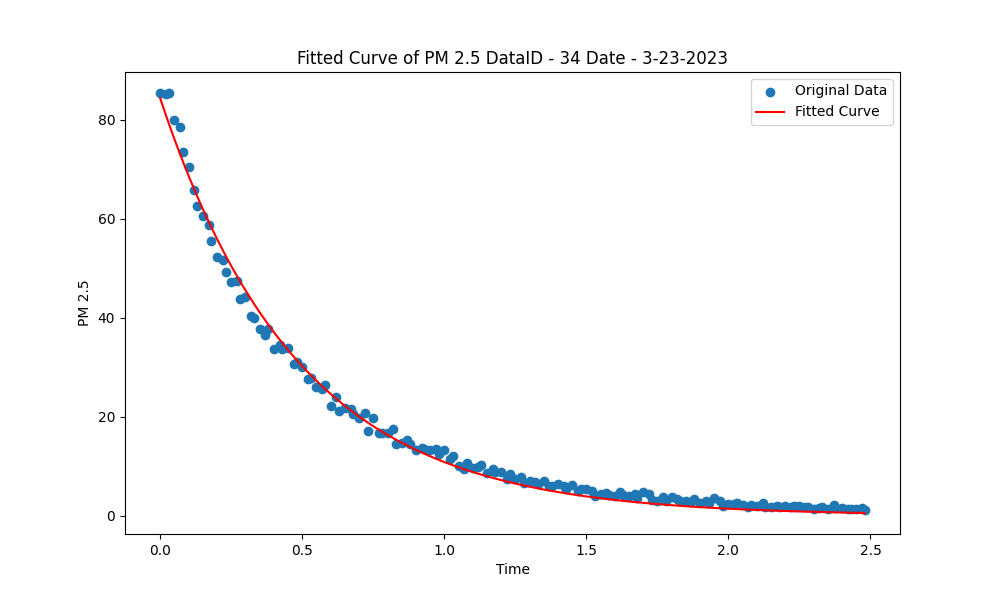 Fitted Curve of PM 2.5 DataID - 34 Date - 3-23-2023
Original Data
Fitted Curve
80
60
40
20
0
PM 2.5
0.0 0.5 1.0 1.5 2.0 2.5
Time